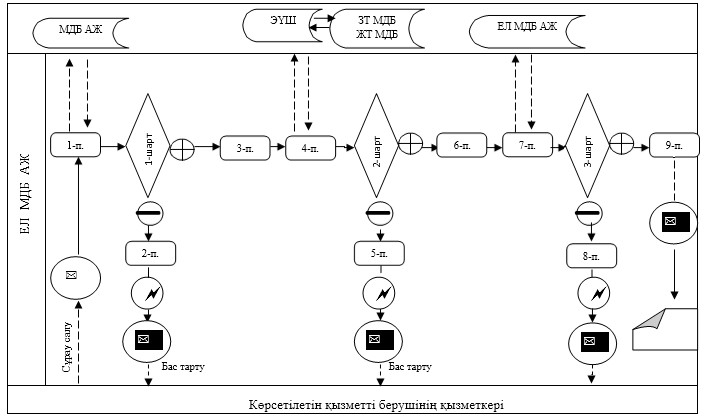 МДБ АЖ
ЭҮШ
ЗТ МДБ
ЖТ МДБ
ЕЛ МДБ АЖ
ЕЛ МДБ АЖ
1-п.
1-шарт
3-п.
4-п.
2-шарт
6-п.
7-п.
3-шарт
9-п.
2-п.
5-п.
8-п.
Сұрау салу
Бас тарту
Бас тарту
Көрсетілетін қызметті берушінің қызметкері